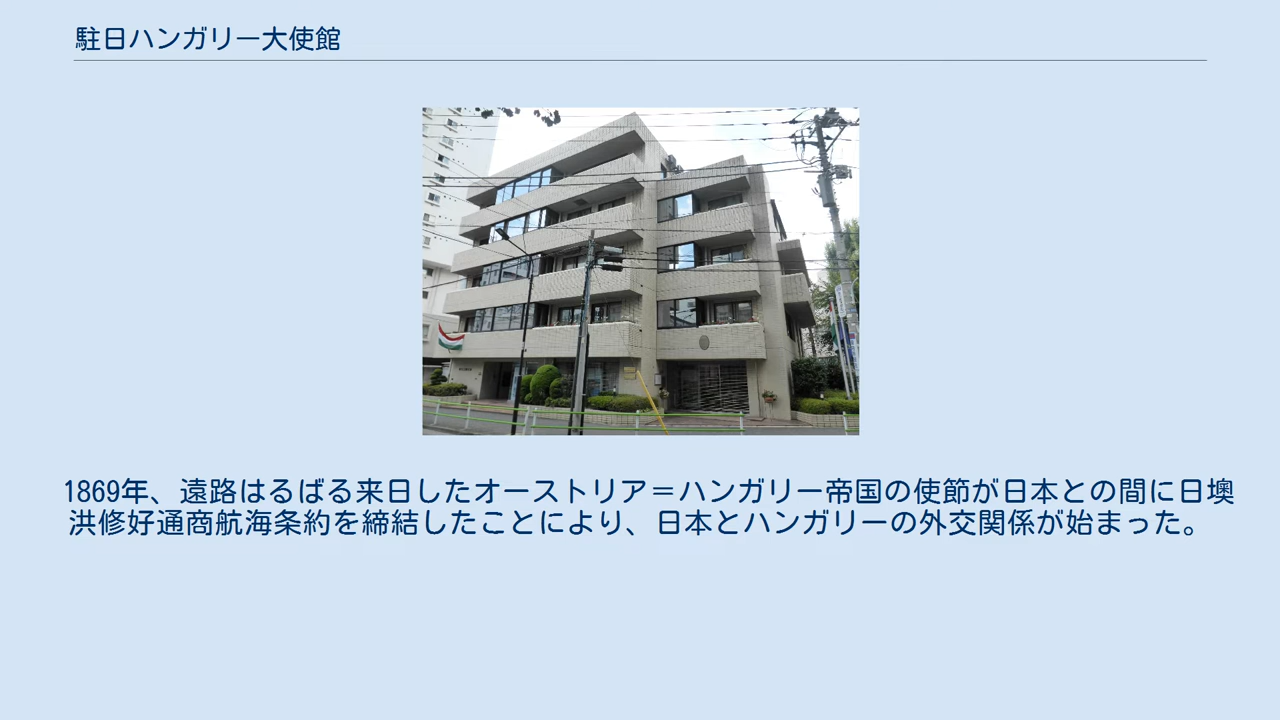 駐日ハンガリー大使館
1869年、遠路はるばる来日したオーストリア＝ハンガリー帝国の使節が日本との間に日墺
洪修好通商航海条約を締結したことにより、日本とハンガリーの外交関係が始まった。